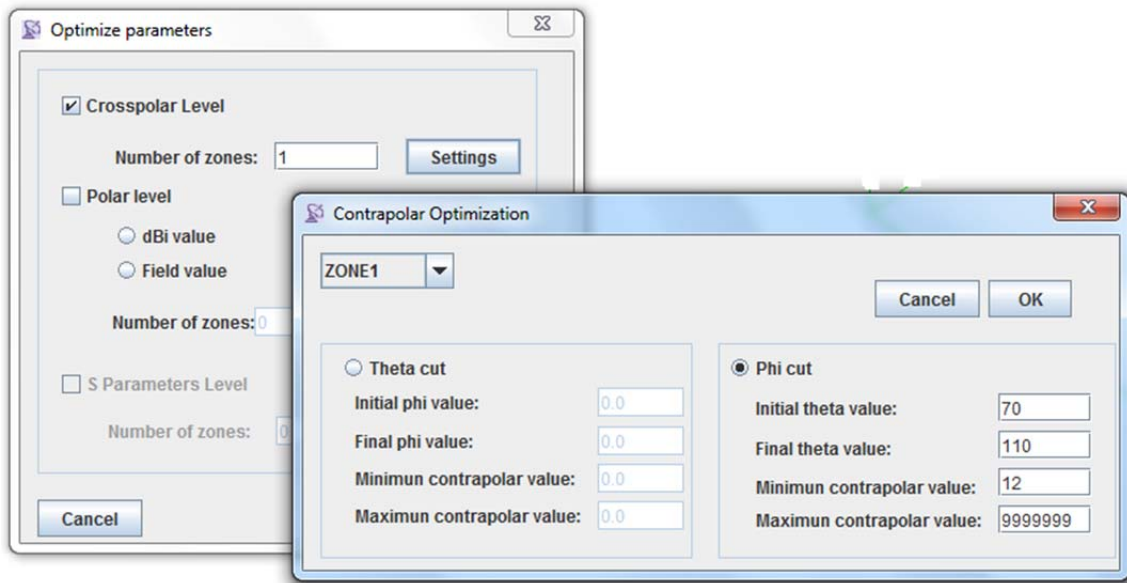 Optimize parameters
Crosspolar Level
Number of zones: 1 Settings
Polar level
dBi value
Field value
Number of zones: 0
S Parameters Level
Number of zones: 0
Cancel
Contrapolar Optimization
ZONE1
Cancel OK
Theta cut
Initial phi value: 0.0
Final phi value: 0.0
Minimun contrapolar value: 0.0
Maximun contrapolar value: 0.0
Phi cut
Initial theta value: 70
Final theta value: 110
Minimun contrapolar value: 12
Maximun contrapolar value: 9999999